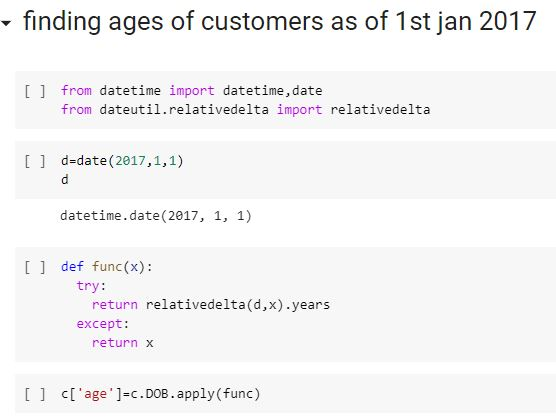 finding ages of customers as of 1st jan 2017
[ ] from datetime import datetime,date
from dateutil.relativedelta import relativedelta
[ ] d=date(2017,1,1)
d
datetime.date(2017, 1, 1)
[ ] def func(x):
try:
return relativedelta(d,x).years
except:
return x
[ ] c['age']=c.DOB.apply(func)